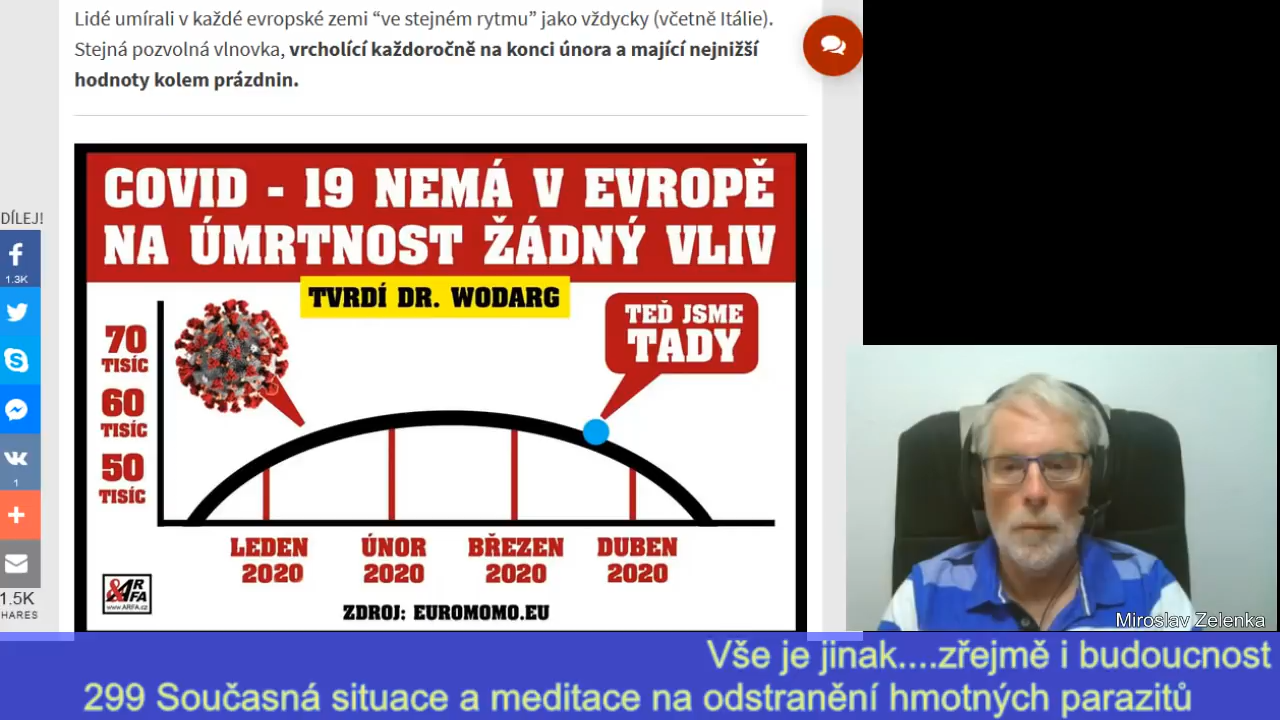 Lidé umírali v každé evropské zemi “ve stejném rytmu” jako vždycky (včetně Itálie).
Stejná pozvolná vlnovka, vrcholící každoročně na konci února a mající nejnižší
hodnoty kolem prázdnin.
COVID - 19 NEMÁ V EVROPĚ
NA ÚMRTNOST ŽÁDNÝ VLIV
TVRDÍ DR. WODARG
TEĎ JSME
TADY
70
TISÍC
60
TISÍC
50
TISÍC
LEDEN
2020
ÚNOR
2020
BŘEZEN
2020
DUBEN
2020
AR
&FA
www.ARFA.cz
ZDROJ: EUROMOMO.EU
DÍLEJ!
1.3K
1
1.5K
HARES
Miroslav Zelenka
Vše je jinak....zřejmě i budoucnost
299 Současná situace a meditace na odstranění hmotných parazitů